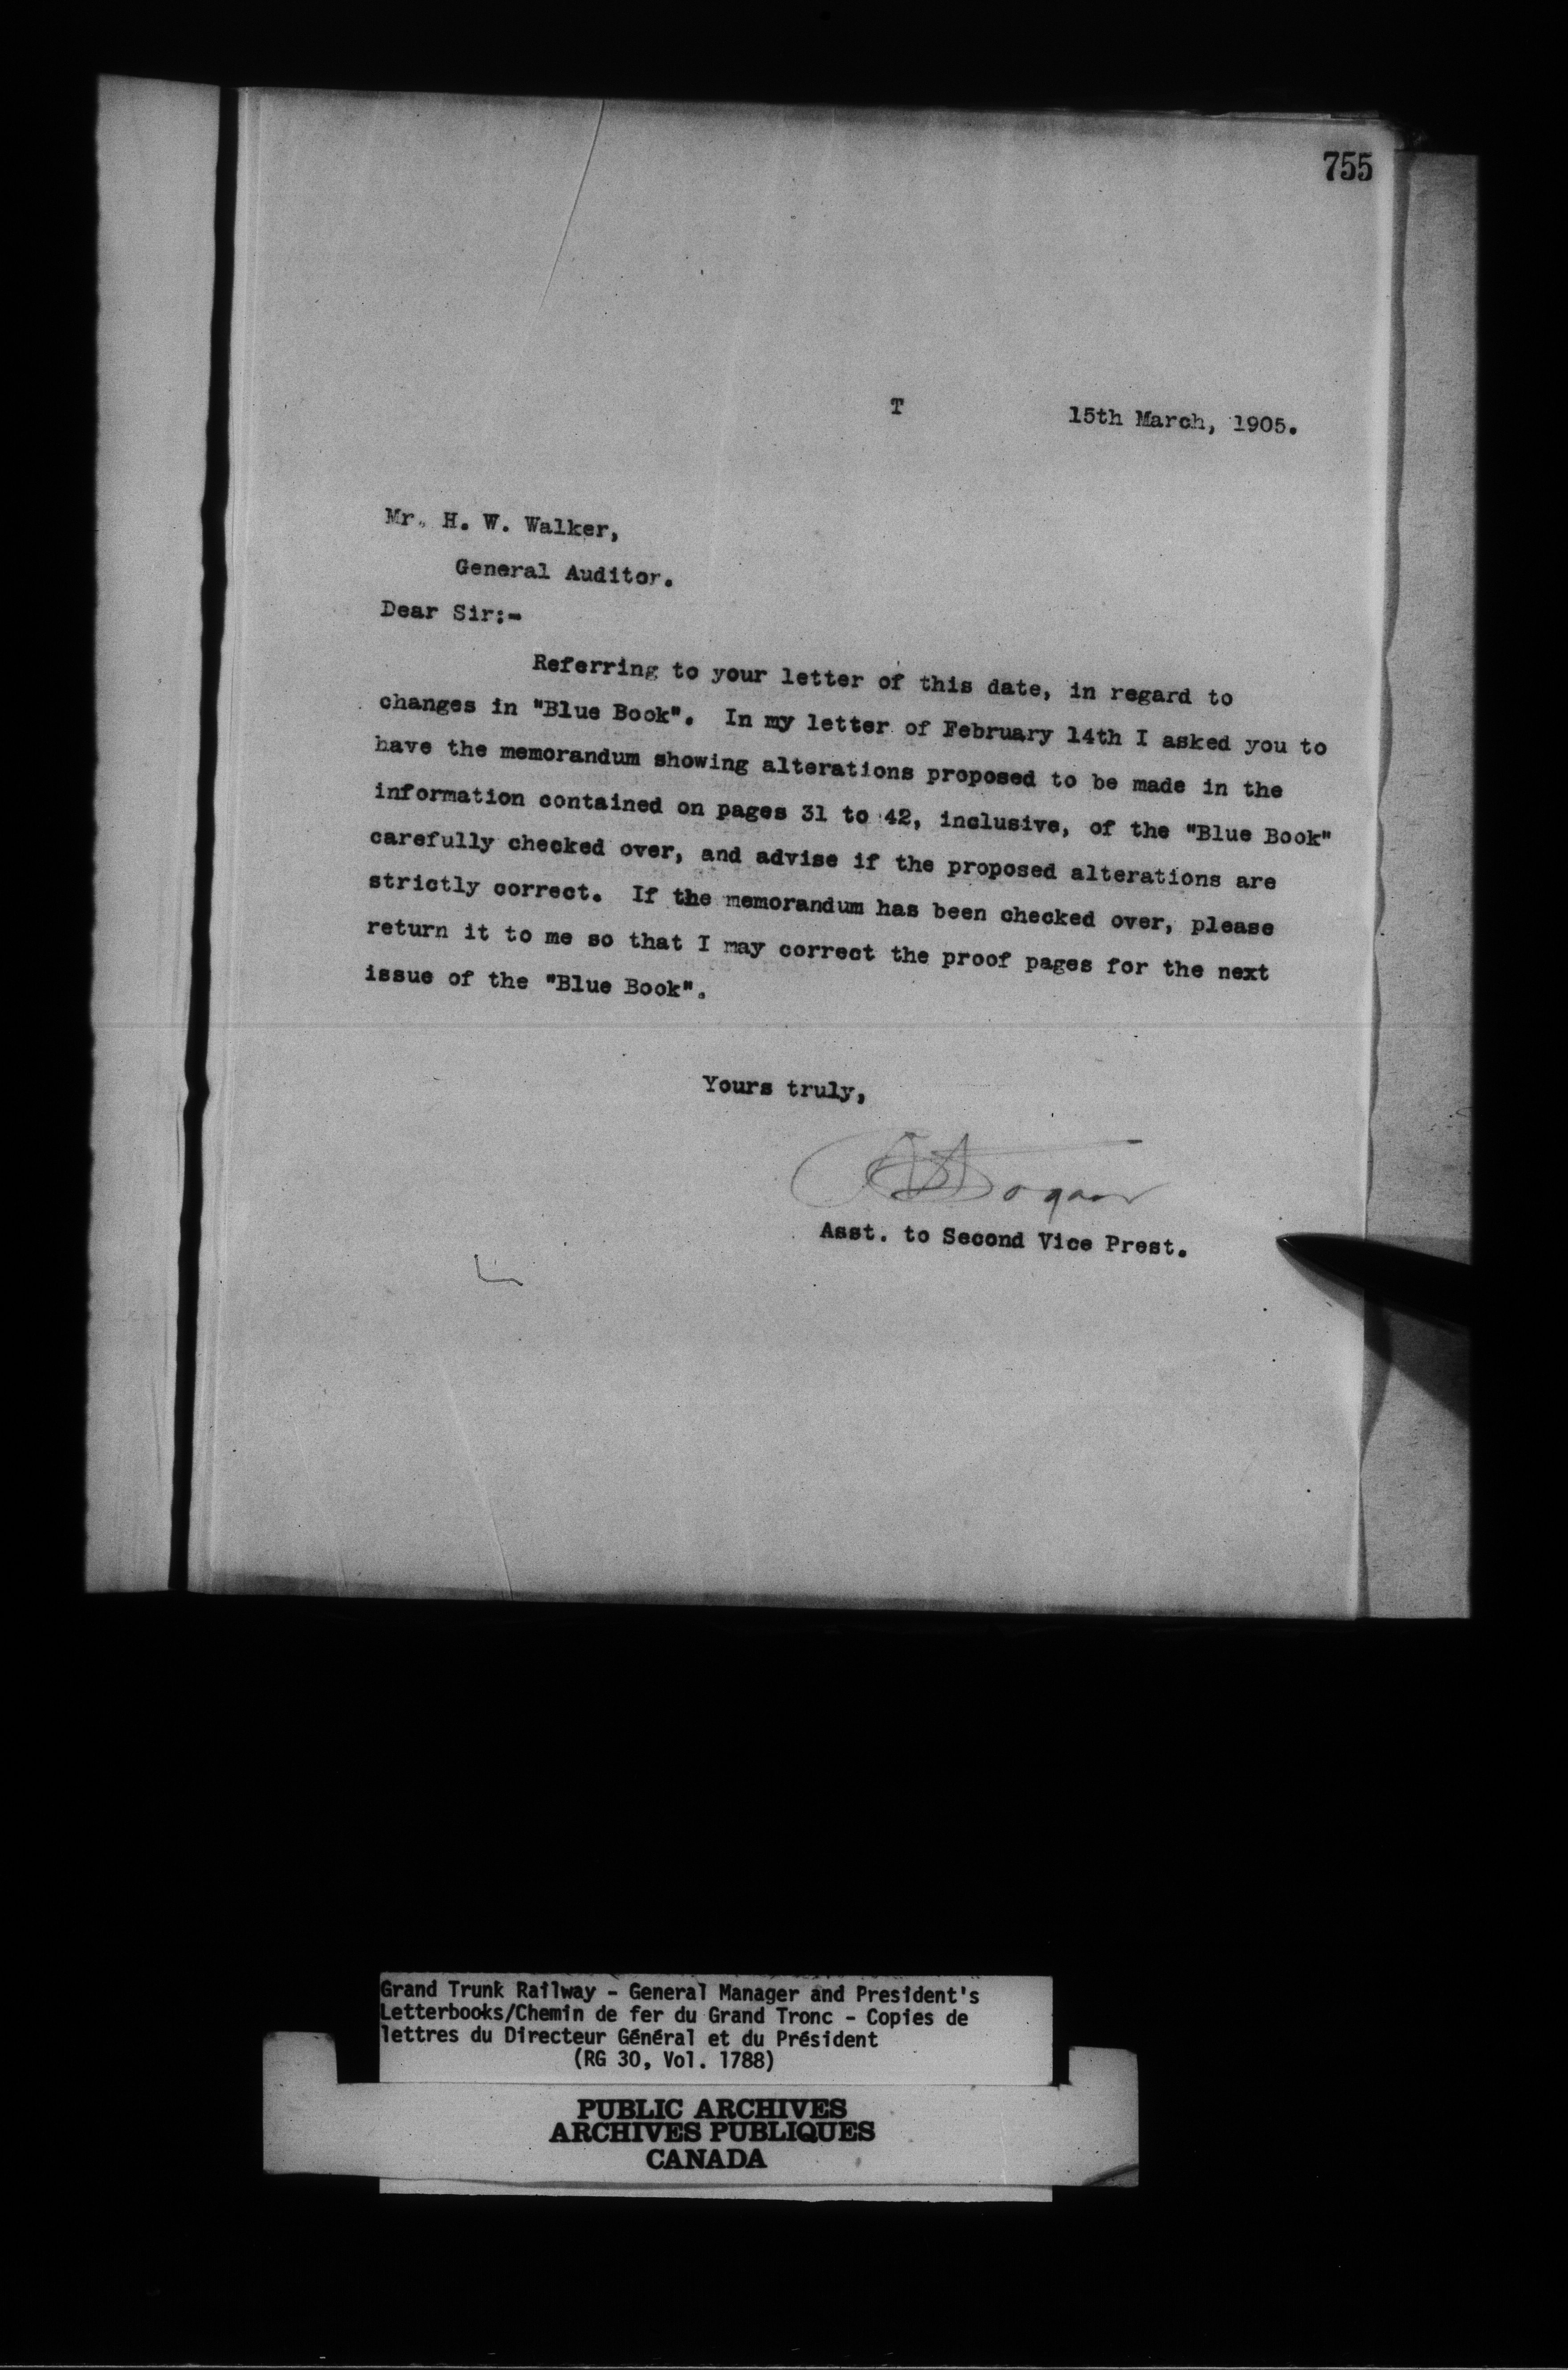 755
T 15th March, 1905.
Mr. H. W. Walker,
General Auditor.
Dear Sir:-
Referring to your letter of this date, in regard to
changes in "Blue Book". In my letter of February 14th I asked you to
have the memorandum showing alterations proposed to be made in the
information contained on pages 31 to 42, inclusive, of the "Blue Book"
carefully checked over, and advise if the proposed alterations are
strictly correct. If the memorandum has been checked over, please
return it to me so that I may correct the proof pages for the next
issue of the "Blue Book".
Yours truly,
Asst. to Second Vice Prest.
Grand Trunk Railway - General Manager and President's
Letterbooks/Chemin de fer du Grand Tronc - Copies de
lettres du Directeur Général et du Président
(RG 30, Vol. 1788)
PUBLIC ARCHIVES
ARCHIVES PUBLIQUES
CANADA